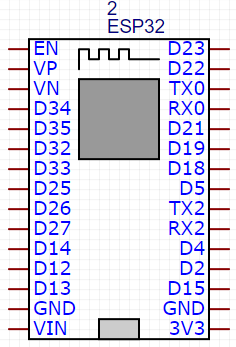 2
ESP32
EN D23
VP D22
VN TX0
D34 RX0
D35 D21
D32 D19
D33 D18
D25 D5
D26 TX2
D27 RX2
D14 D4
D12 D2
D13 D15
GND GND
VIN 3V3